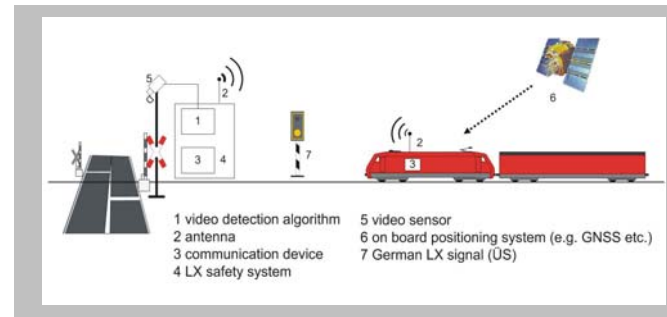 5
2
1
3
4
7
2
3
6
1 video detection algorithm
2 antenna
3 communication device
4 LX safety system
5 video sensor
6 on board positioning system (e.g. GNSS etc.)
7 German LX signal (ÜS)